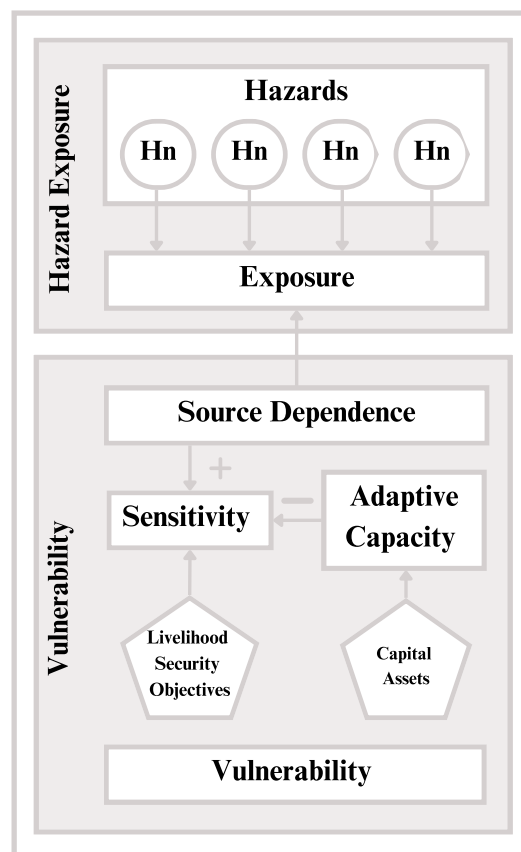 Hazard Exposure
Hazards
Hn Hn Hn Hn
Exposure
Vulnerability
Source Dependence
+
Sensitivity
−
Adaptive
Capacity
Livelihood
Security
Objectives
Capital
Assets
Vulnerability